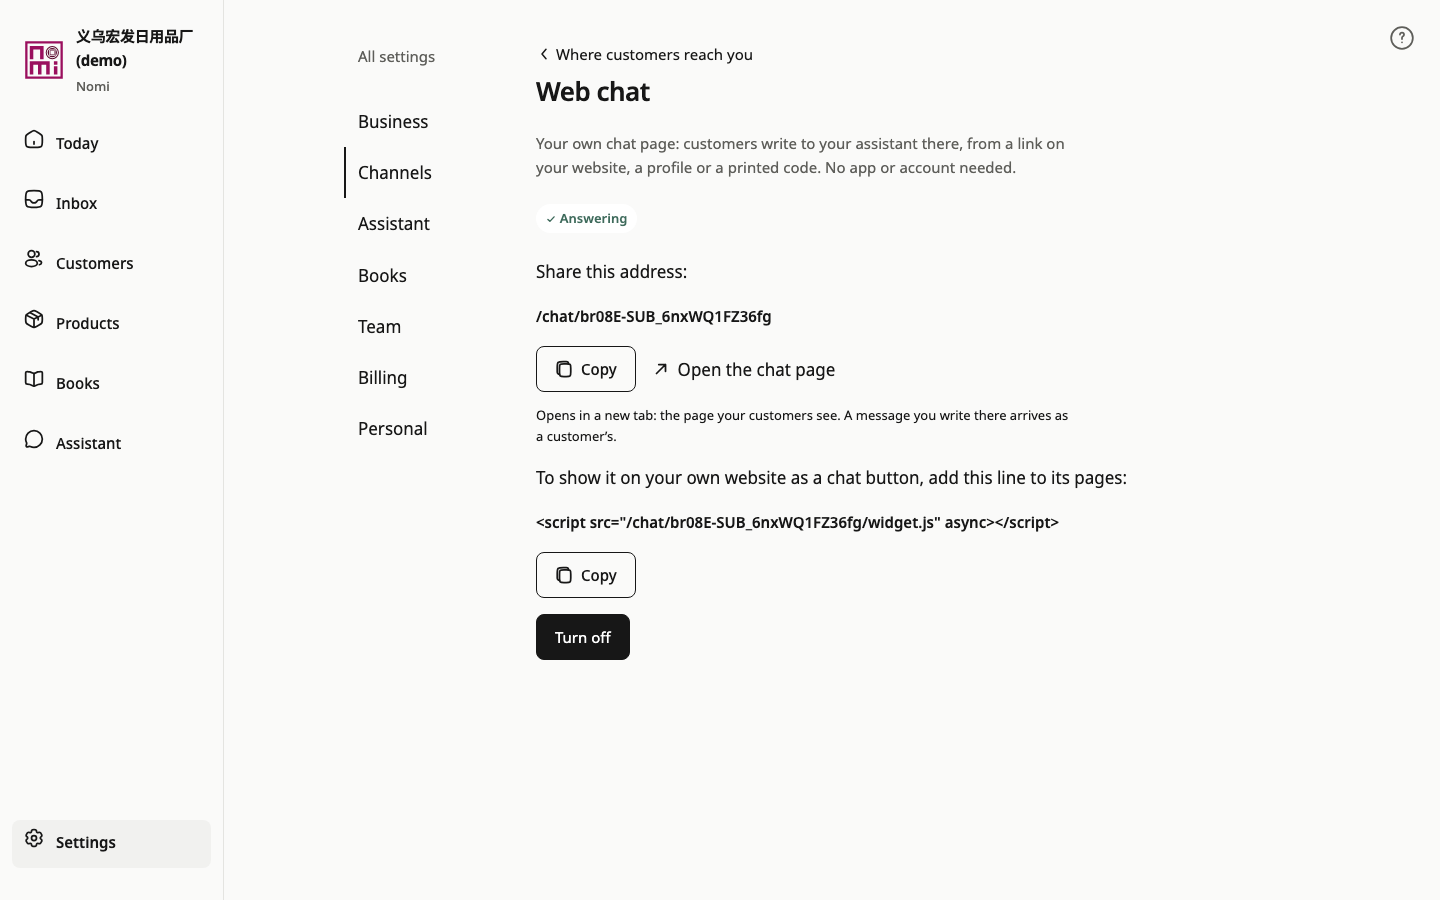 义乌宏发日用品厂
(demo)
Nomi
Today
Inbox
Customers
Products
Books
Assistant
Settings
All settings
Business
Channels
Assistant
Books
Team
Billing
Personal
Where customers reach you
Web chat
Your own chat page: customers write to your assistant there, from a link on
your website, a profile or a printed code. No app or account needed.
Answering
Share this address:
/chat/br08E-SUB_6nxWQ1FZ36fg
Copy
Open the chat page
Opens in a new tab: the page your customers see. A message you write there arrives as
a customer’s.
To show it on your own website as a chat button, add this line to its pages:
<script src="/chat/br08E-SUB_6nxWQ1FZ36fg/widget.js" async></script>
Copy
Turn off